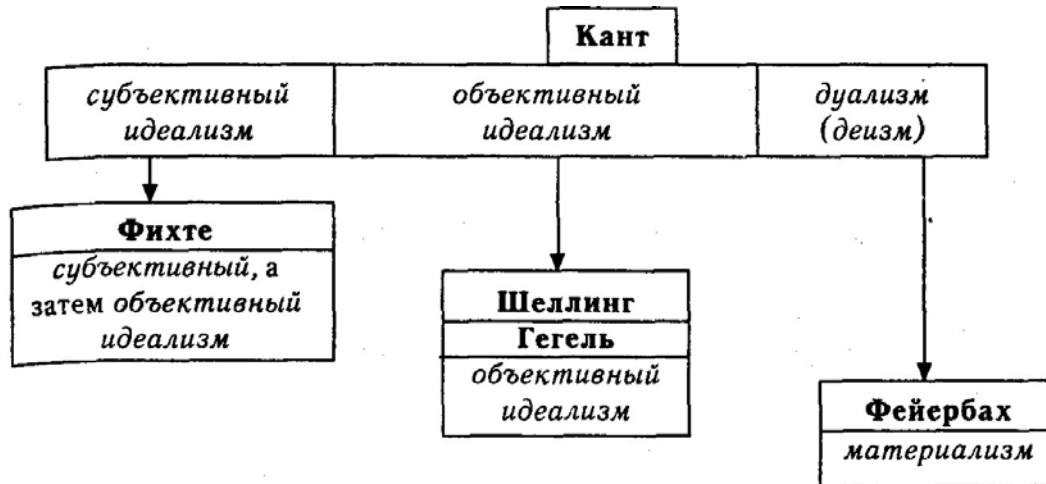 Кант
субъективный
идеализм
объективный
идеализм
дуализм
(деизм)
Фихте
субъективный, а
затем объективный
идеализм
Шеллинг
Гегель
объективный
идеализм
Фейербах
материализм